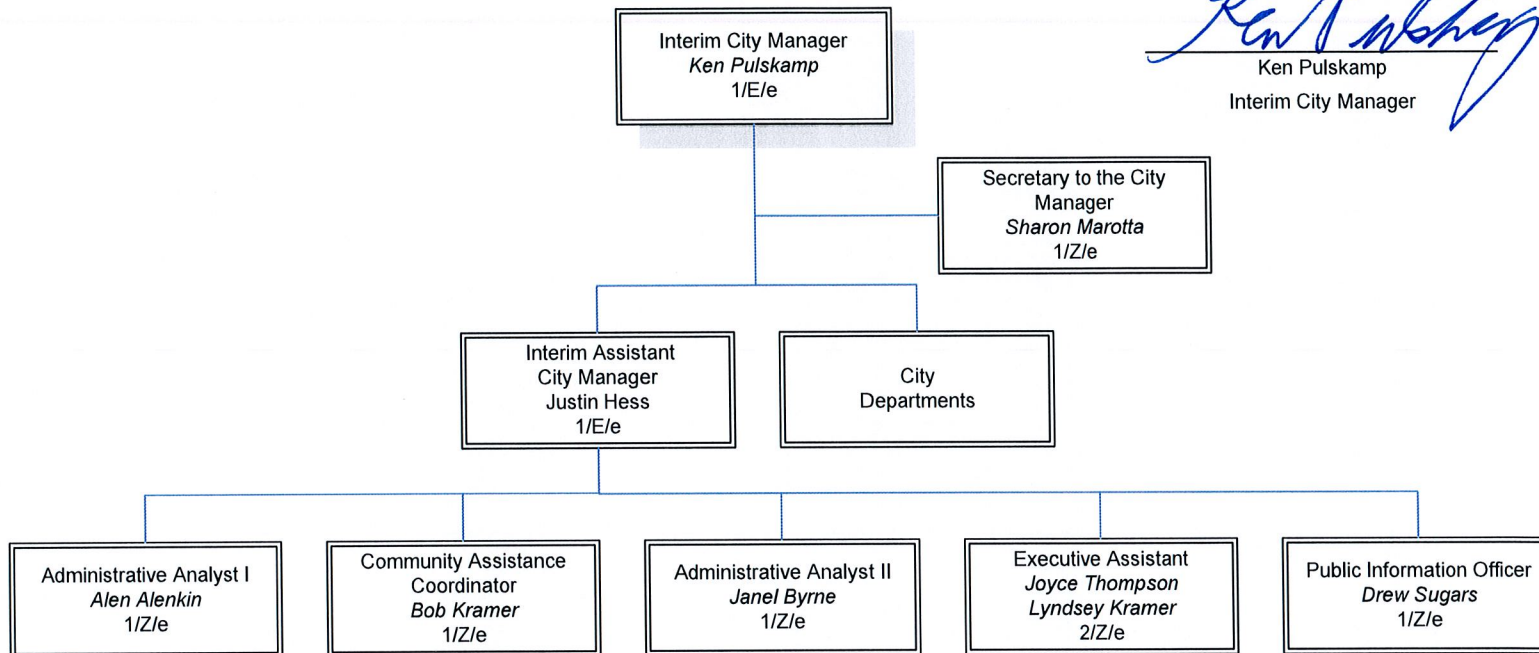 Interim City Manager
Ken Pulskamp
1/E/e
Ken Pulskamp
Interim City Manager
Secretary to the City
Manager
Sharon Marotta
1/Z/e
Interim Assistant
City Manager
Justin Hess
1/E/e
City
Departments
Administrative Analyst I
Alen Alenkin
1/Z/e
Community Assistance
Coordinator
Bob Kramer
1/Z/e
Administrative Analyst II
Janel Byrne
1/Z/e
Executive Assistant
Joyce Thompson
Lyndsey Kramer
2/Z/e
Public Information Officer
Drew Sugars
1/Z/e